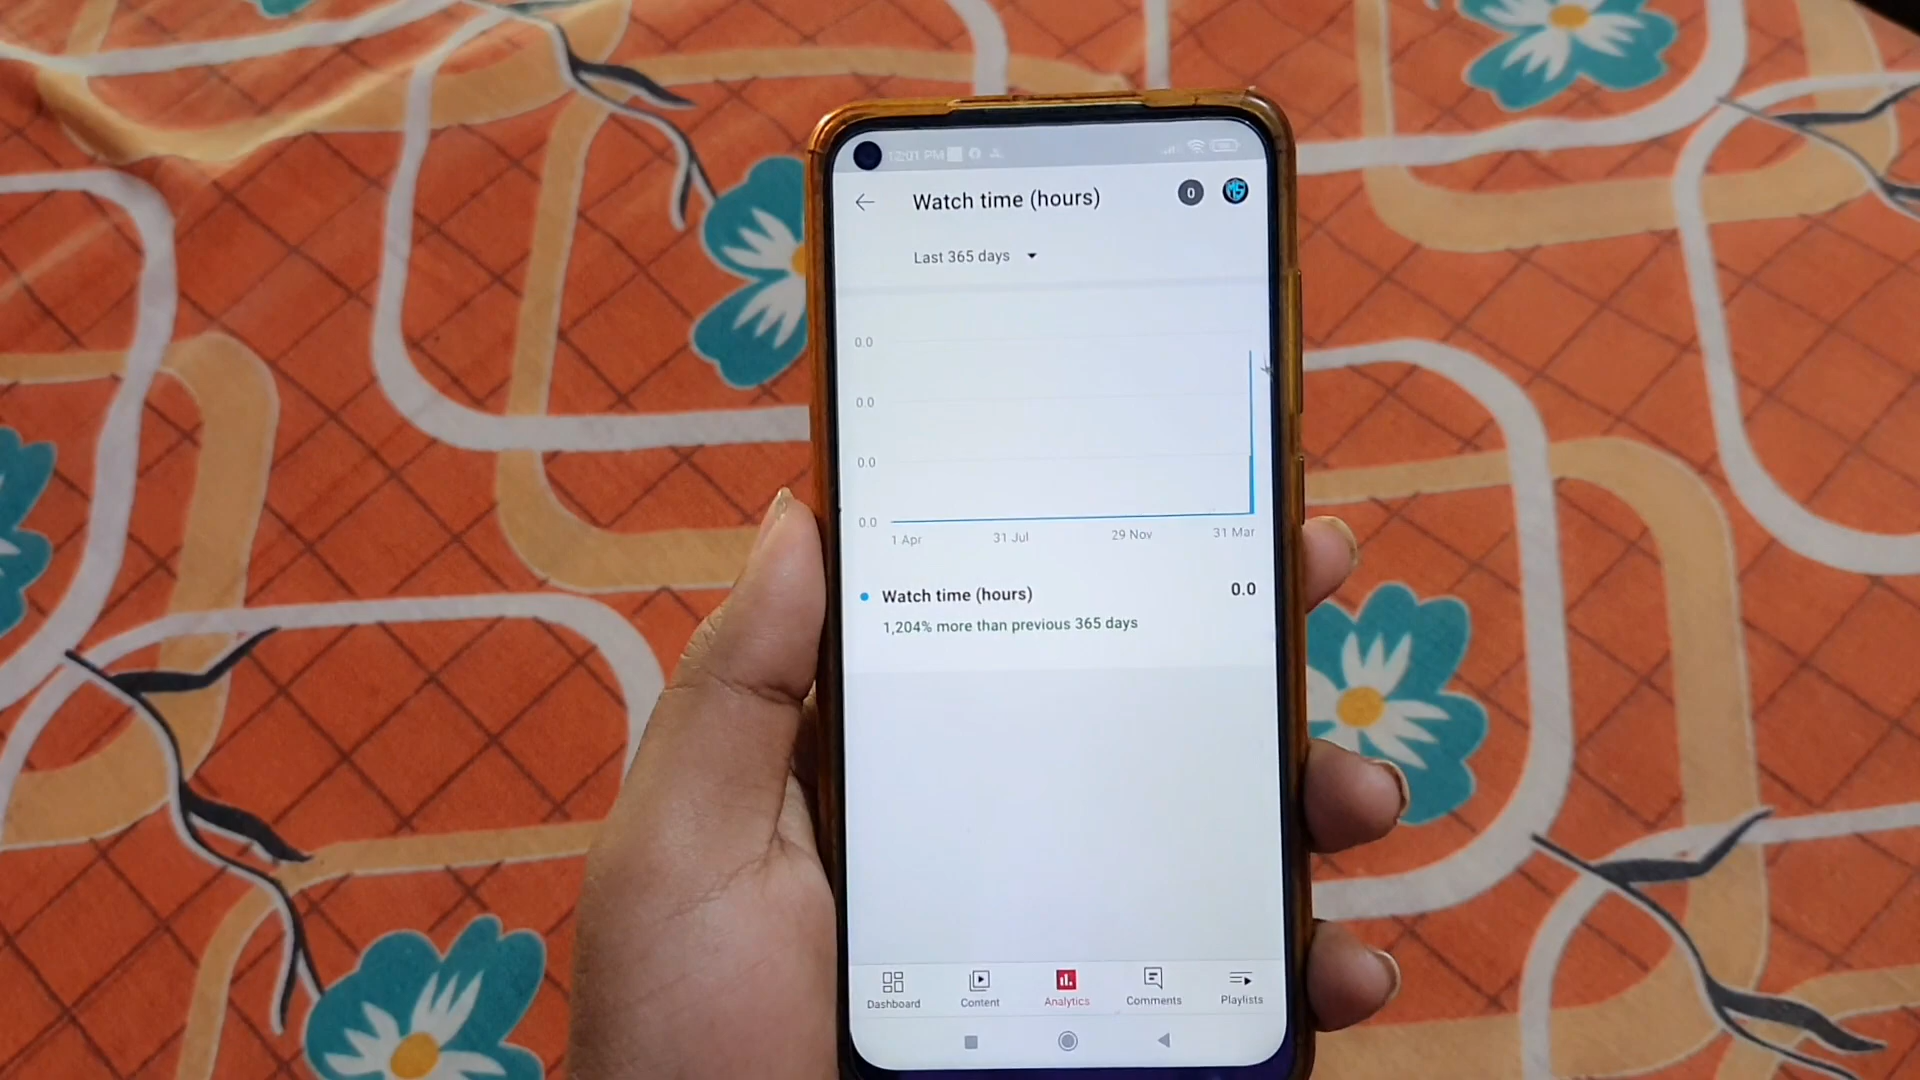 12:01 PM
Watch time (hours)
0
MS
Last 365 days
0.0
0.0
0.0
0.0
1 Apr
31 Jul
29 Nov
31 Mar
Watch time (hours)
0.0
1,204% more than previous 365 days
Dashboard
Content
Analytics
Comments
Playlists